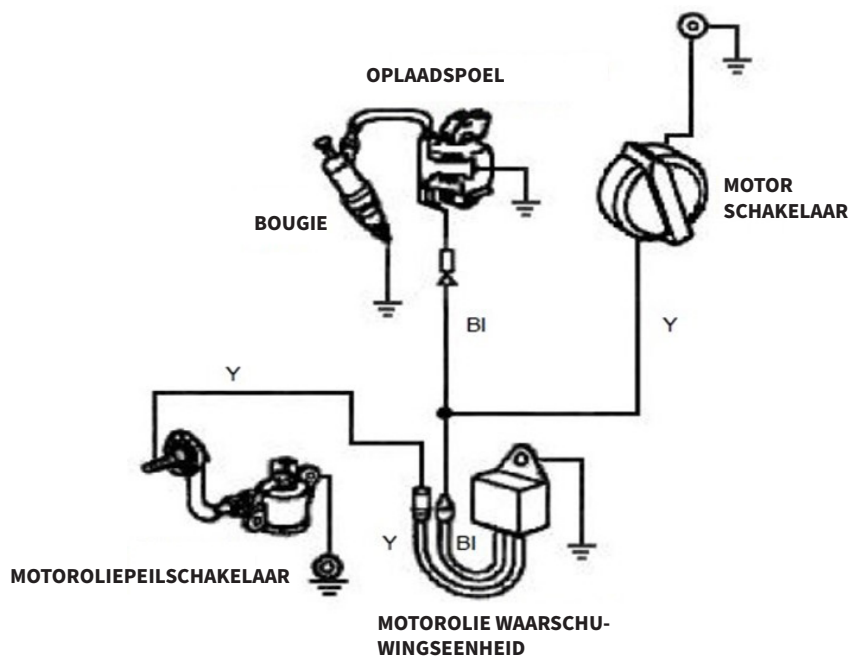 OPLAADSPOEL
MOTOR
SCHAKELAAR
BOUGIE
BI
Y
Y
Y
BI
MOTOROLIEPEILSCHAKELAAR
MOTOROLIE WAARSCHU-
WINGSEENHEID